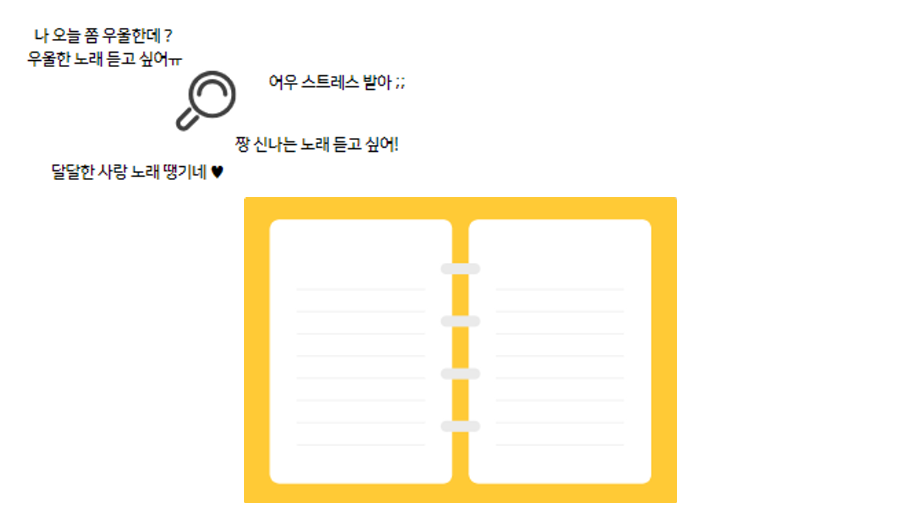 나 오늘 쫌 우울한데 ?
우울한 노래 듣고 싶어ㅠ
어우 스트레스 발아 ;;
짱 신나는 노래 듣고 싶어!
달달한 사랑 노래 땡기네 ♥